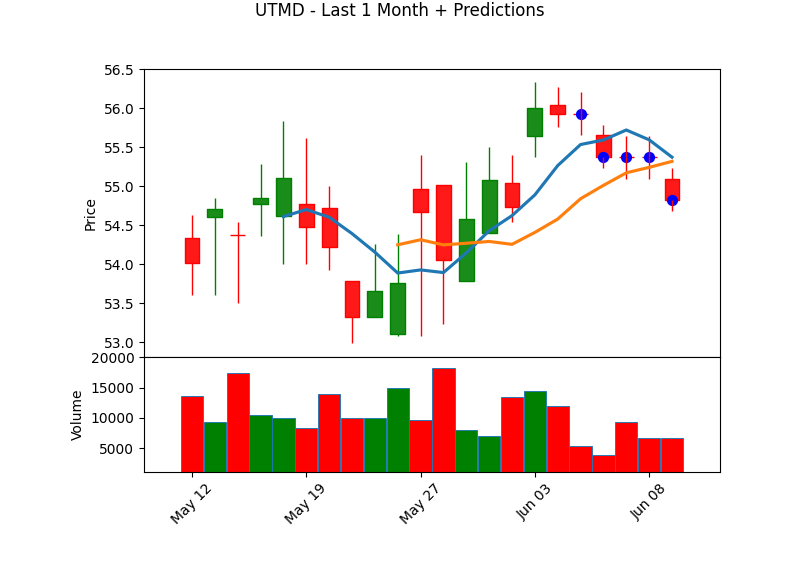 UTMD - Last 1 Month + Predictions
56.5
56.0
55.5
55.0
54.5
54.0
53.5
53.0
Price
20000
15000
10000
5000
Volume
May 12
May 19
May 27
Jun 03
Jun 08